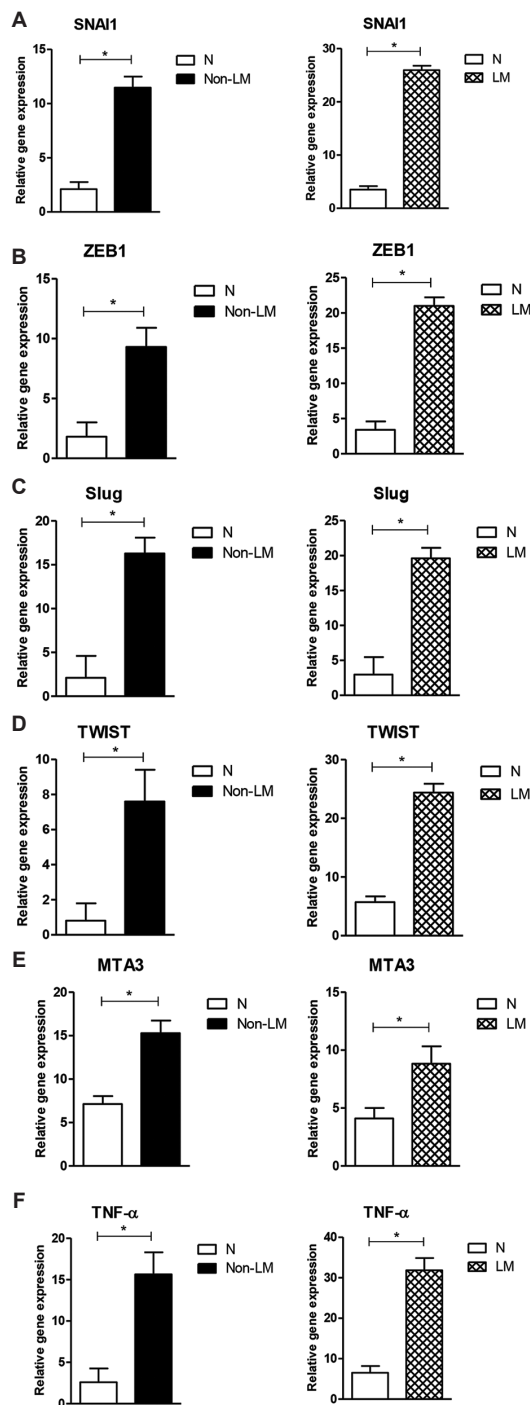 A
SNAI1
Relative gene expression
15
10
5
0
*
N
Non-LM
SNAI1
Relative gene expression
30
20
10
0
*
N
LM
B
ZEB1
Relative gene expression
15
10
5
0
*
N
Non-LM
ZEB1
Relative gene expression
25
20
15
10
5
0
*
N
LM
C
Slug
Relative gene expression
20
15
10
5
0
*
N
Non-LM
Slug
Relative gene expression
25
20
15
10
5
0
*
N
LM
D
TWIST
Relative gene expression
10
8
6
4
2
0
*
N
Non-LM
TWIST
Relative gene expression
30
20
10
0
*
N
LM
E
MTA3
Relative gene expression
20
15
10
5
0
*
N
Non-LM
MTA3
Relative gene expression
15
10
5
0
*
N
LM
F
TNF-α
Relative gene expression
20
15
10
5
0
*
N
Non-LM
TNF-α
Relative gene expression
40
30
20
10
0
*
N
LM